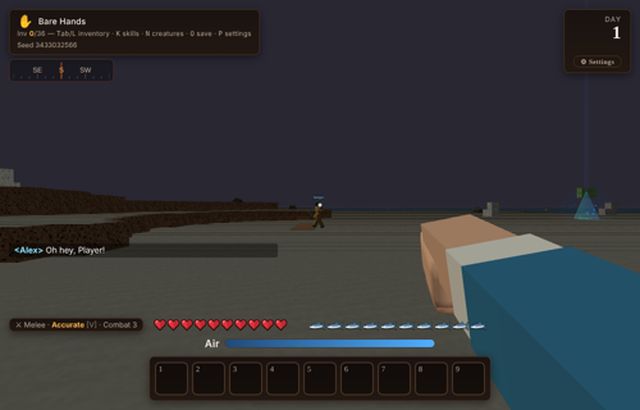 Bare Hands
Inv 0/36 — Tab/L inventory · K skills · N creatures · 0 save · P settings
Seed 3433032566
SE S SW
DAY
1
⚙ Settings
<Alex> Oh hey, Player!
⚔ Melee · Accurate [V] · Combat 3
Air
1 2 3 4 5 6 7 8 9